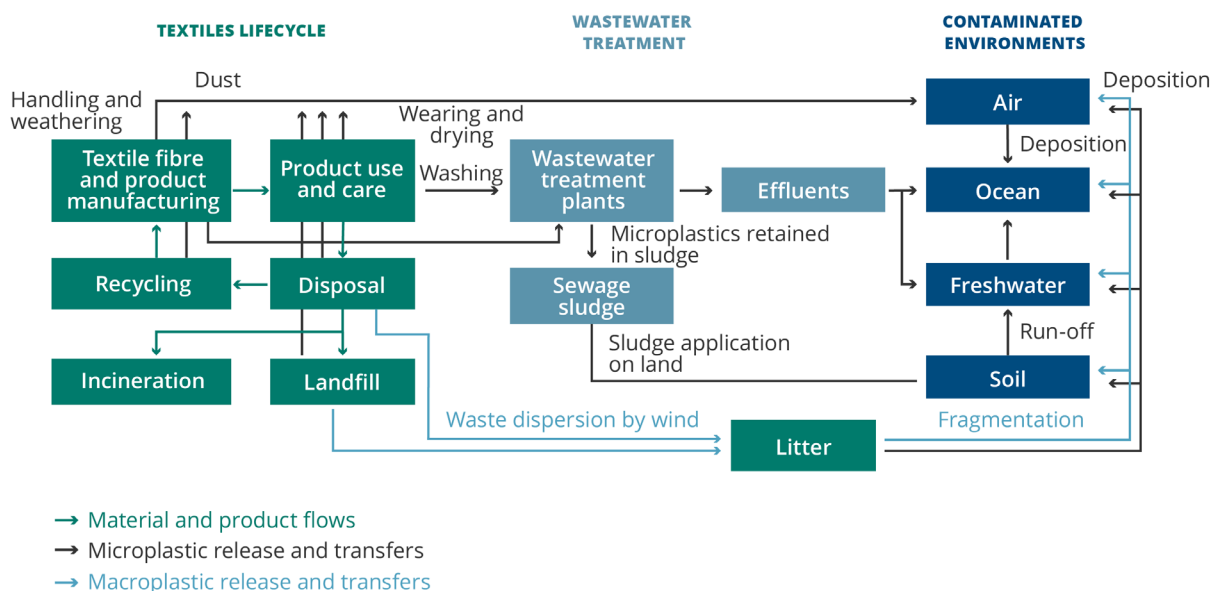 TEXTILES LIFECYCLE
WASTEWATER
TREATMENT
CONTAMINATED
ENVIRONMENTS
Dust
Deposition
Handling and
weathering
Air
Wearing and
drying
Deposition
Textile fibre
and product
manufacturing
Product use
and care
Washing
Wastewater
treatment
plants
Effluents
Ocean
Microplastics retained
in sludge
Recycling
Disposal
Sewage
sludge
Freshwater
Run-off
Sludge application
on land
Incineration
Landfill
Soil
Waste dispersion by wind
Litter
Fragmentation
Material and product flows
Microplastic release and transfers
Macroplastic release and transfers